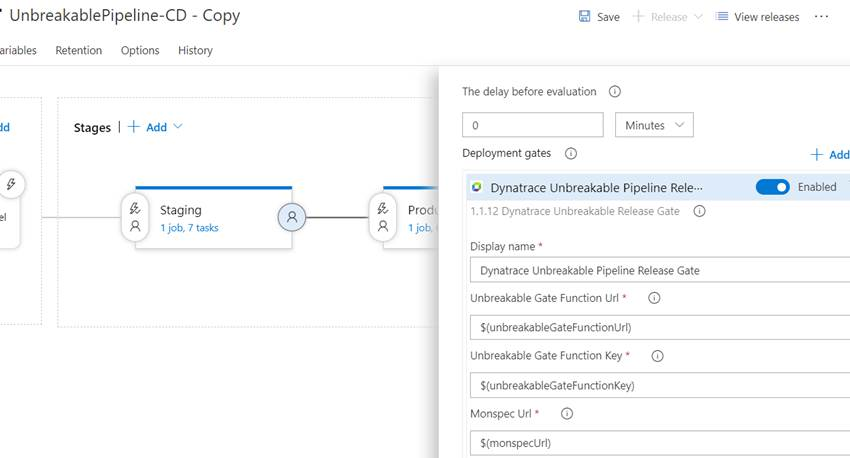 UnbreakablePipeline-CD - Copy
Save
Release
View releases
ariables
Retention
Options
History
The delay before evaluation
0
Minutes
Deployment gates
Add
dd
Stages
Add
Dynatrace Unbreakable Pipeline Rele···
Enabled
1.1.12 Dynatrace Unbreakable Release Gate
el
Staging
1 job, 7 tasks
Produ
1 job,
Display name *
Dynatrace Unbreakable Pipeline Release Gate
Unbreakable Gate Function Url *
$(unbreakableGateFunctionUrl)
Unbreakable Gate Function Key *
$(unbreakableGateFunctionKey)
Monspec Url *
$(monspecUrl)